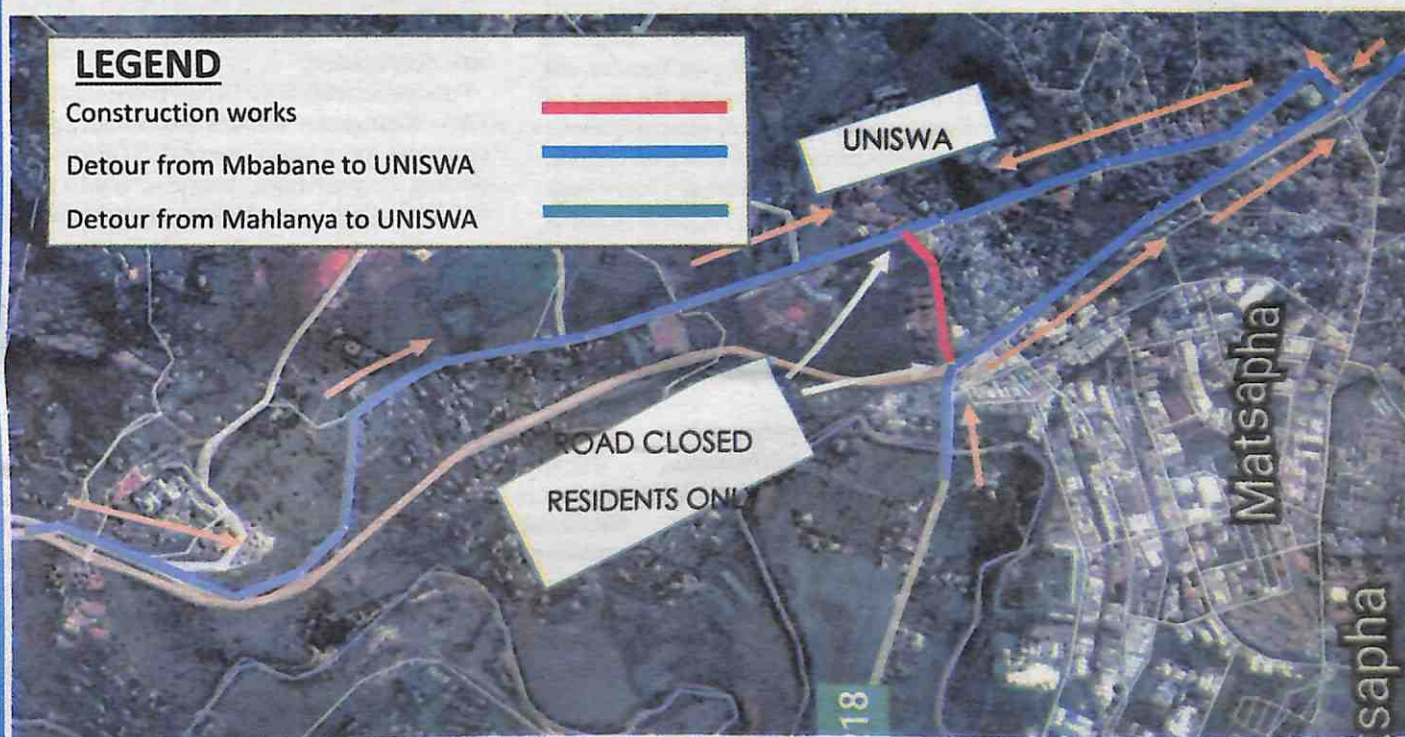 LEGEND
Construction works
Detour from Mbabane to UNISWA
Detour from Mahlanya to UNISWA
UNISWA
ROAD CLOSED
RESIDENTS ONL
Matsapha
sapha
18